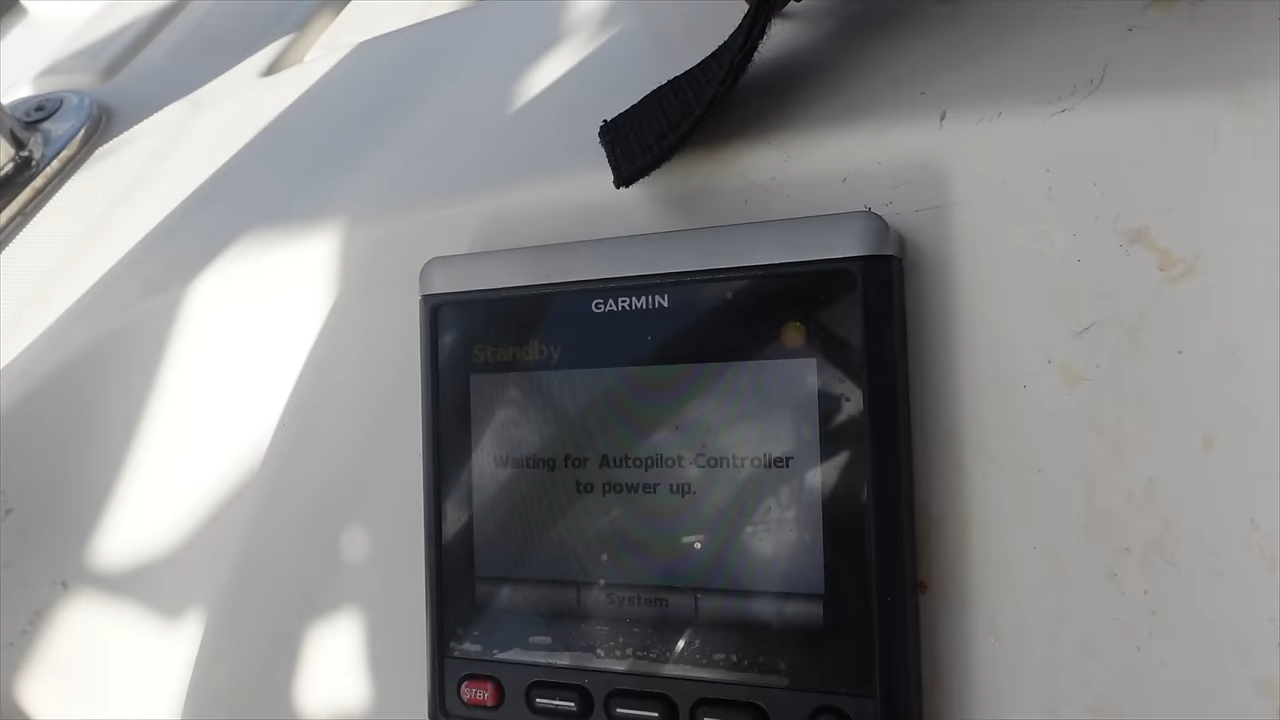 GARMIN
Standby
Waiting for Autopilot Controller
to power up.
System
STBY